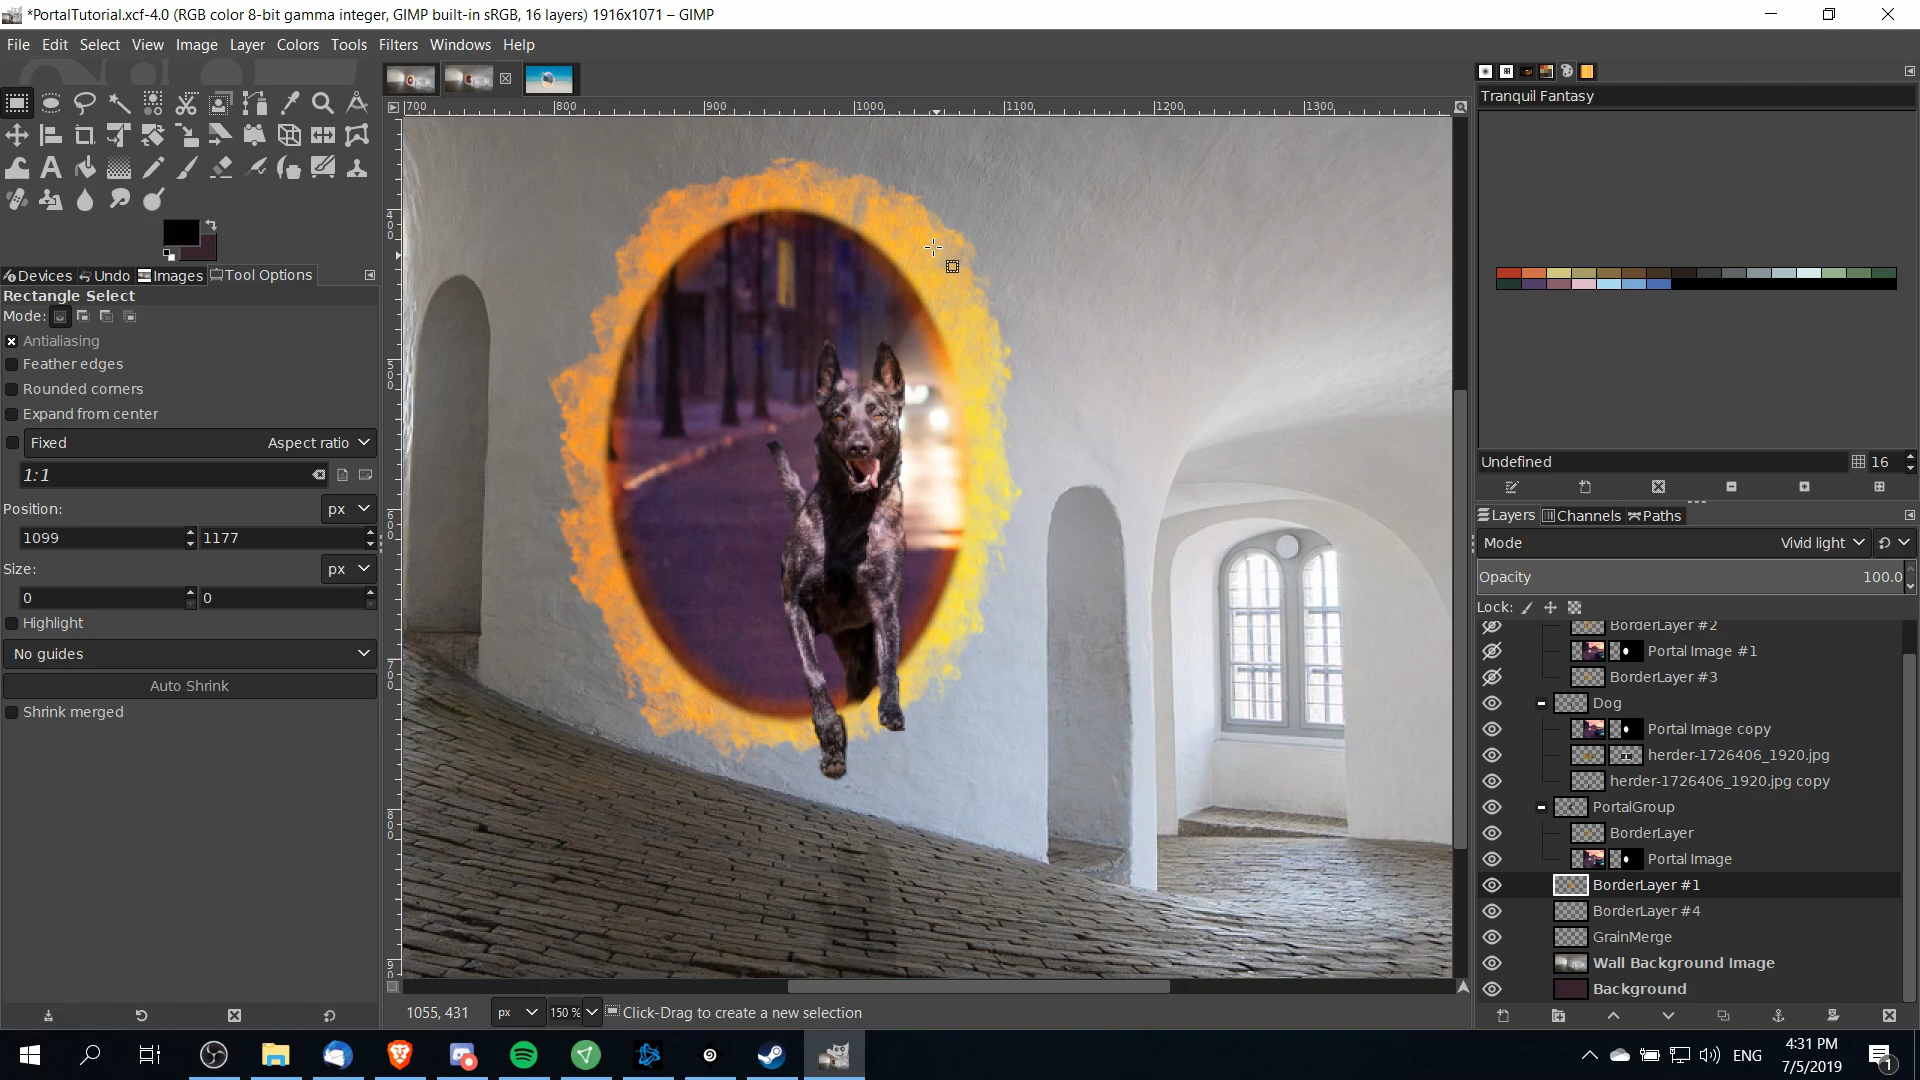 *PortalTutorial.xcf-4.0 (RGB color 8-bit gamma integer, GIMP built-in sRGB, 16 layers) 1916x1071 – GIMP
File Edit Select View Image Layer Colors Tools Filters Windows Help
700 800 900 1000 1100 1200 1300
Tranquil Fantasy
Devices Undo Images Tool Options
Rectangle Select
Mode:
Antialiasing
Feather edges
Rounded corners
Expand from center
Fixed Aspect ratio
1:1
Position: px
1099 1177
Size: px
0 0
Highlight
No guides
Auto Shrink
Shrink merged
400
500
600
700
800
90
Undefined 16
Layers Channels Paths
Mode Vivid light
Opacity 100.0
Lock:
BorderLayer #2
Portal Image #1
BorderLayer #3
Dog
Portal Image copy
herder-1726406_1920.jpg
herder-1726406_1920.jpg copy
PortalGroup
BorderLayer
Portal Image
BorderLayer #1
BorderLayer #4
GrainMerge
Wall Background Image
Background
1055, 431 px 150 % Click-Drag to create a new selection
ENG 4:31 PM
7/5/2019 1